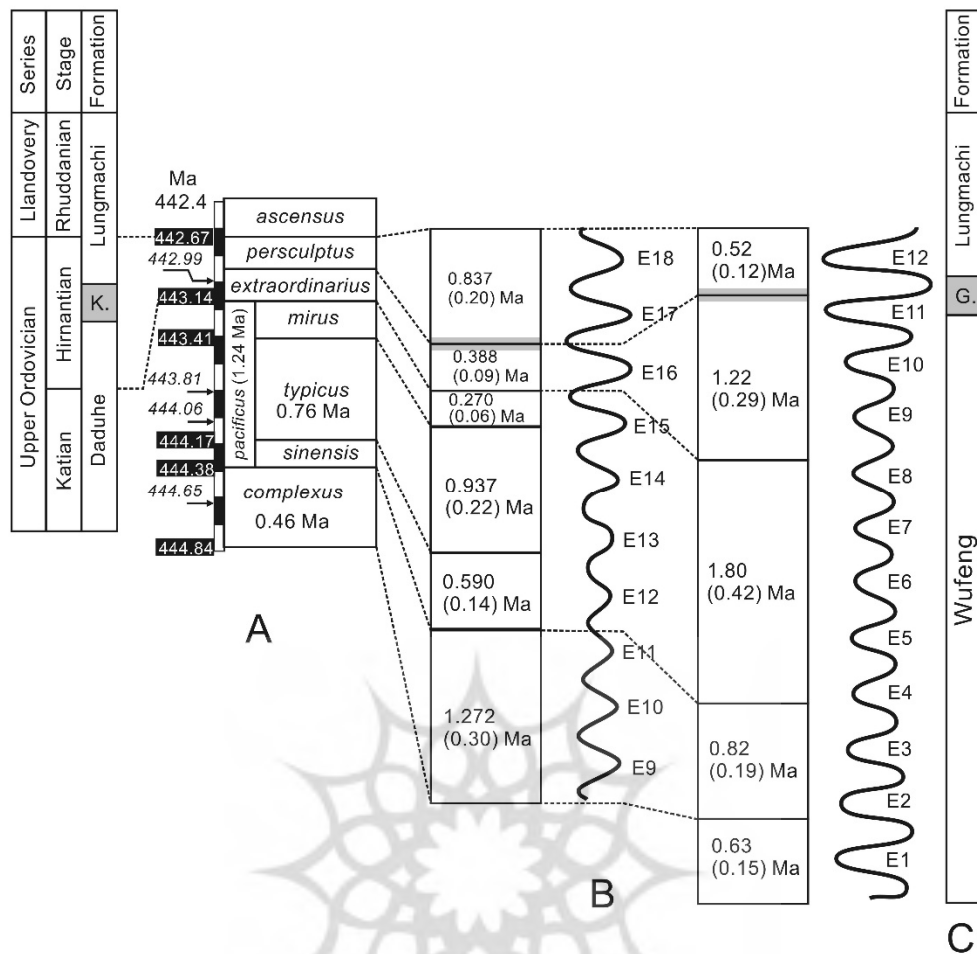 Series
Stage
Formation
Llandovery
Rhuddanian
Lungmachi
Upper Ordovician
Hirnantian
Katian
K.
Daduhe
Ma
442.4
442.67
442.99
443.14
443.41
443.81
444.06
444.17
444.38
444.65
444.84
ascensus
persculptus
extraordinarius
pacificus (1.24 Ma)
mirus
typicus
0.76 Ma
sinensis
complexus
0.46 Ma
A
0.837
(0.20) Ma
0.388
(0.09) Ma
0.270
(0.06) Ma
0.937
(0.22) Ma
0.590
(0.14) Ma
1.272
(0.30) Ma
E18
E17
E16
E15
E14
E13
E12
E11
E10
E9
B
0.52
(0.12)Ma
1.22
(0.29) Ma
1.80
(0.42) Ma
0.82
(0.19) Ma
0.63
(0.15) Ma
E12
E11
E10
E9
E8
E7
E6
E5
E4
E3
E2
E1
Formation
Lungmachi
G.
Wufeng
C